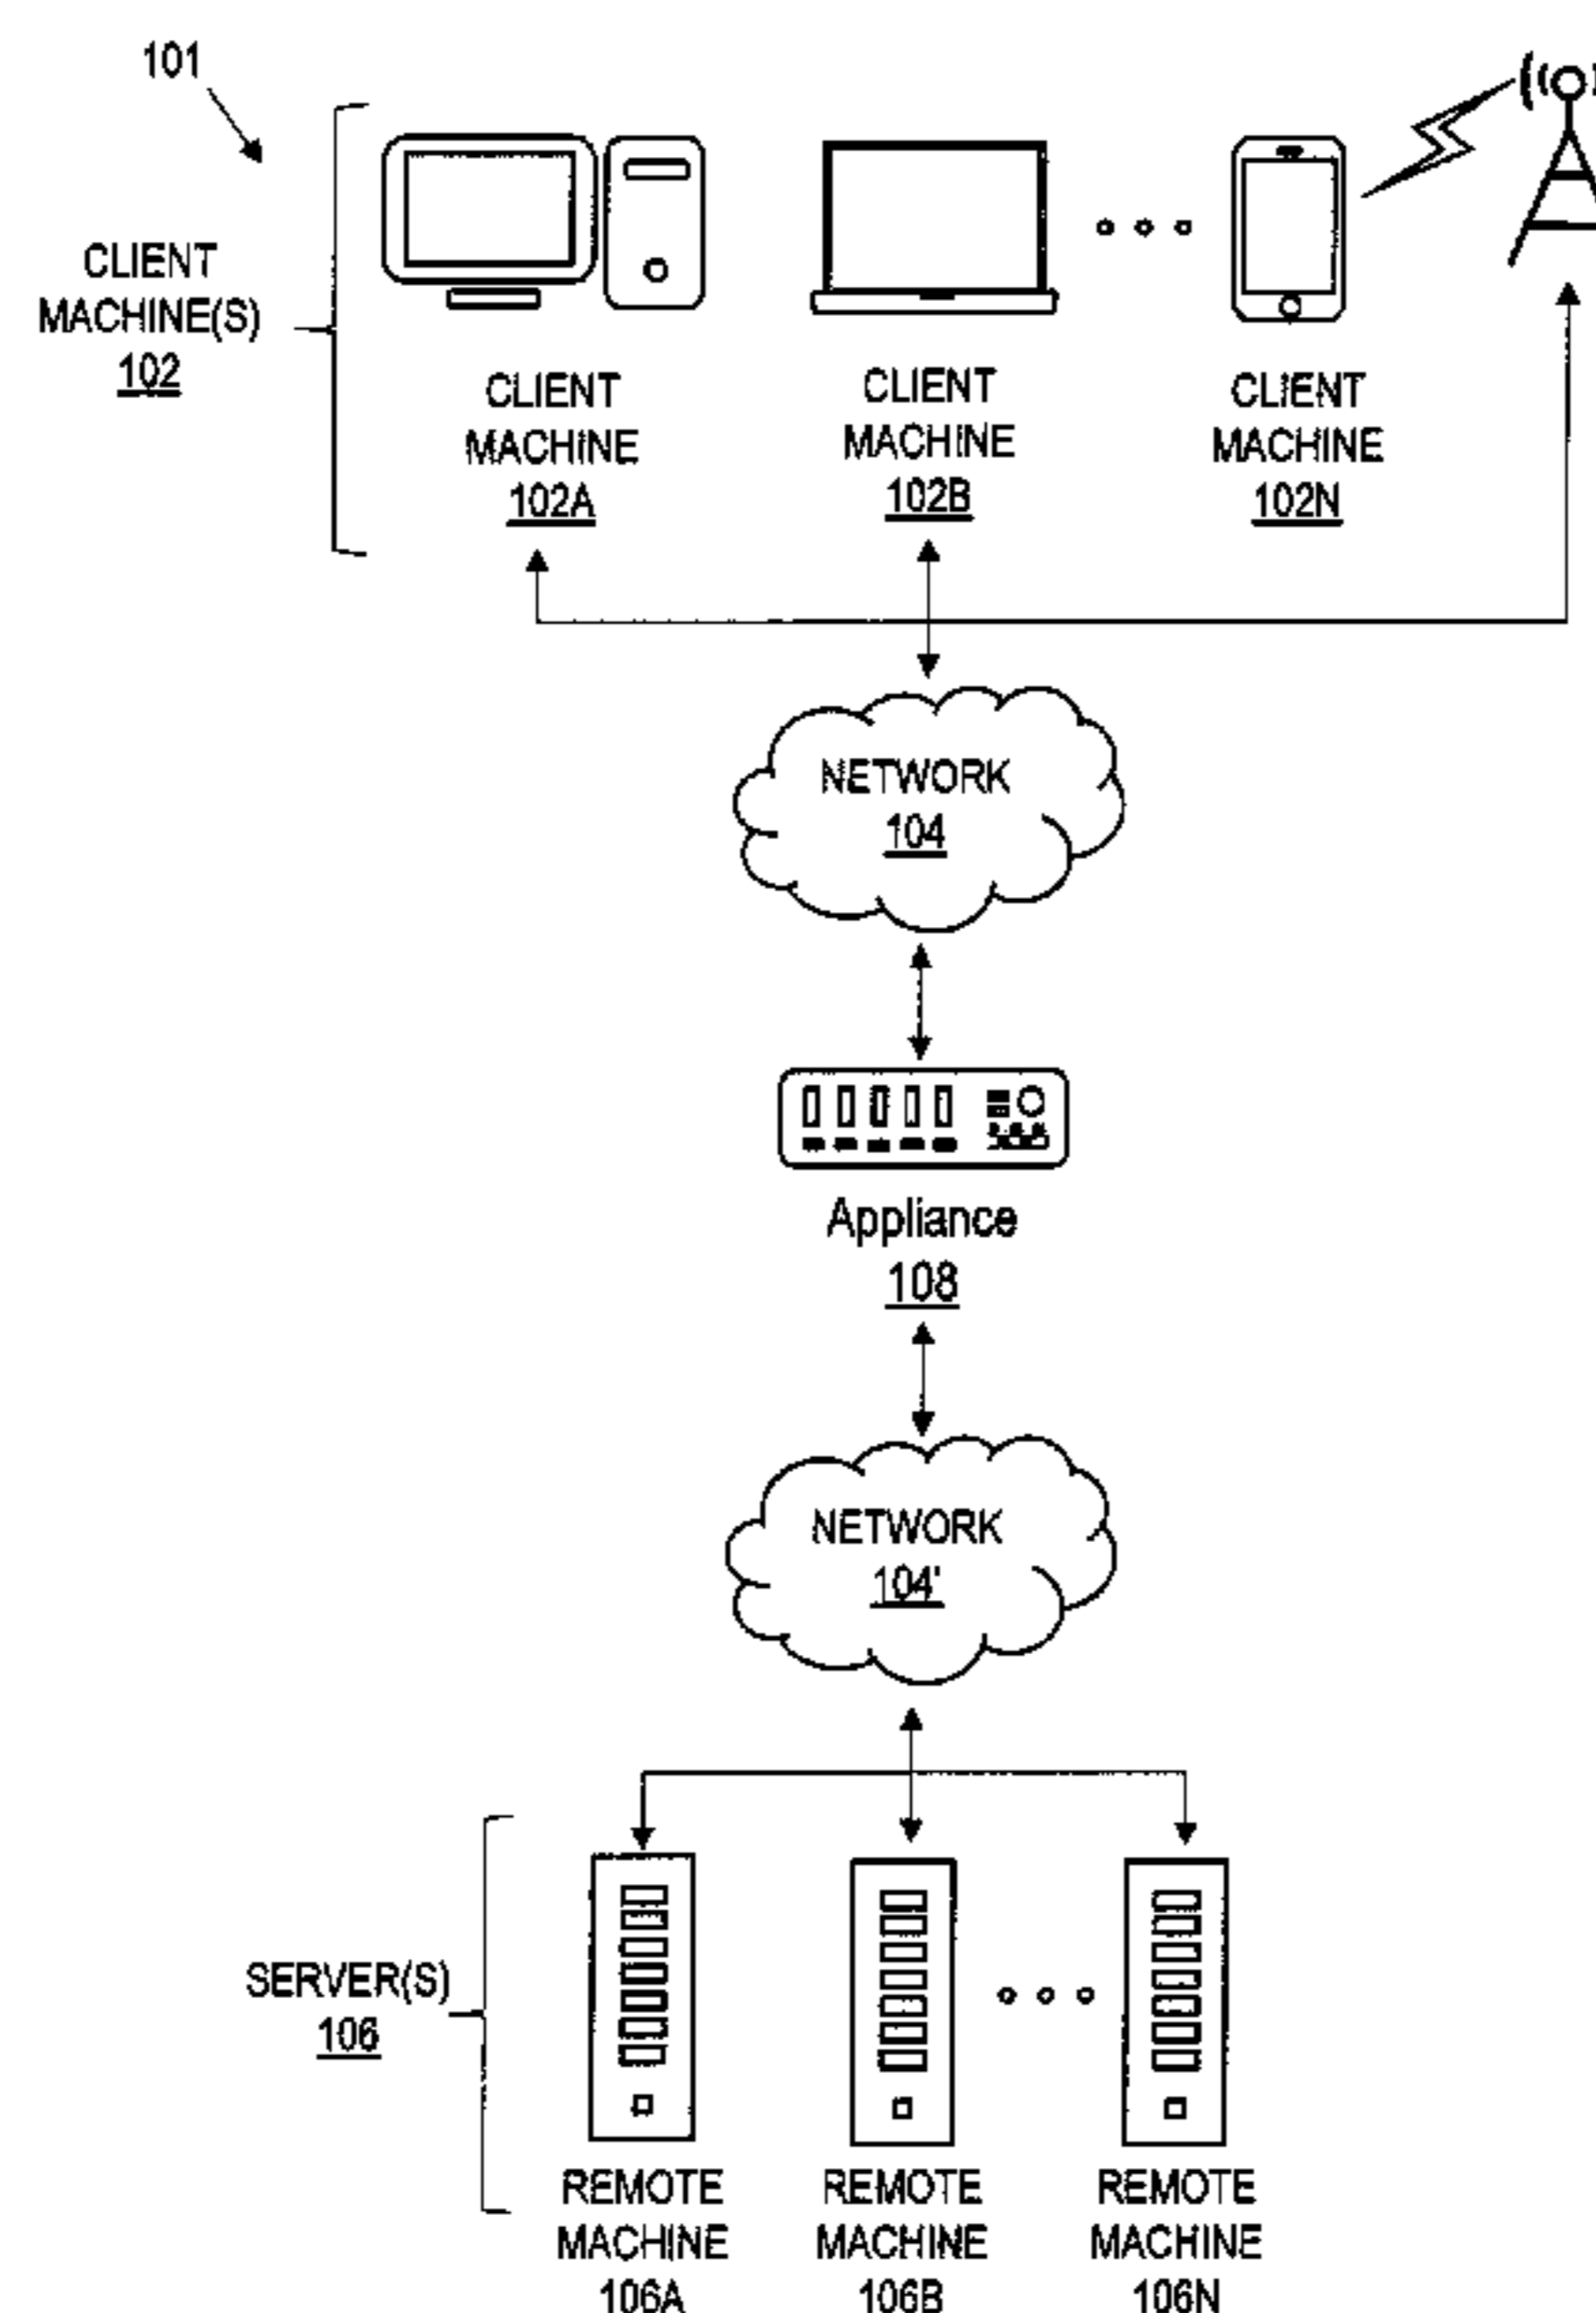 101
CLIENT
MACHINE(S)
102
CLIENT
MACHINE
102A
CLIENT
MACHINE
102B
CLIENT
MACHINE
102N
NETWORK
104
Appliance
108
NETWORK
104'
SERVER(S)
106
REMOTE
MACHINE
106A
REMOTE
MACHINE
106B
REMOTE
MACHINE
106N